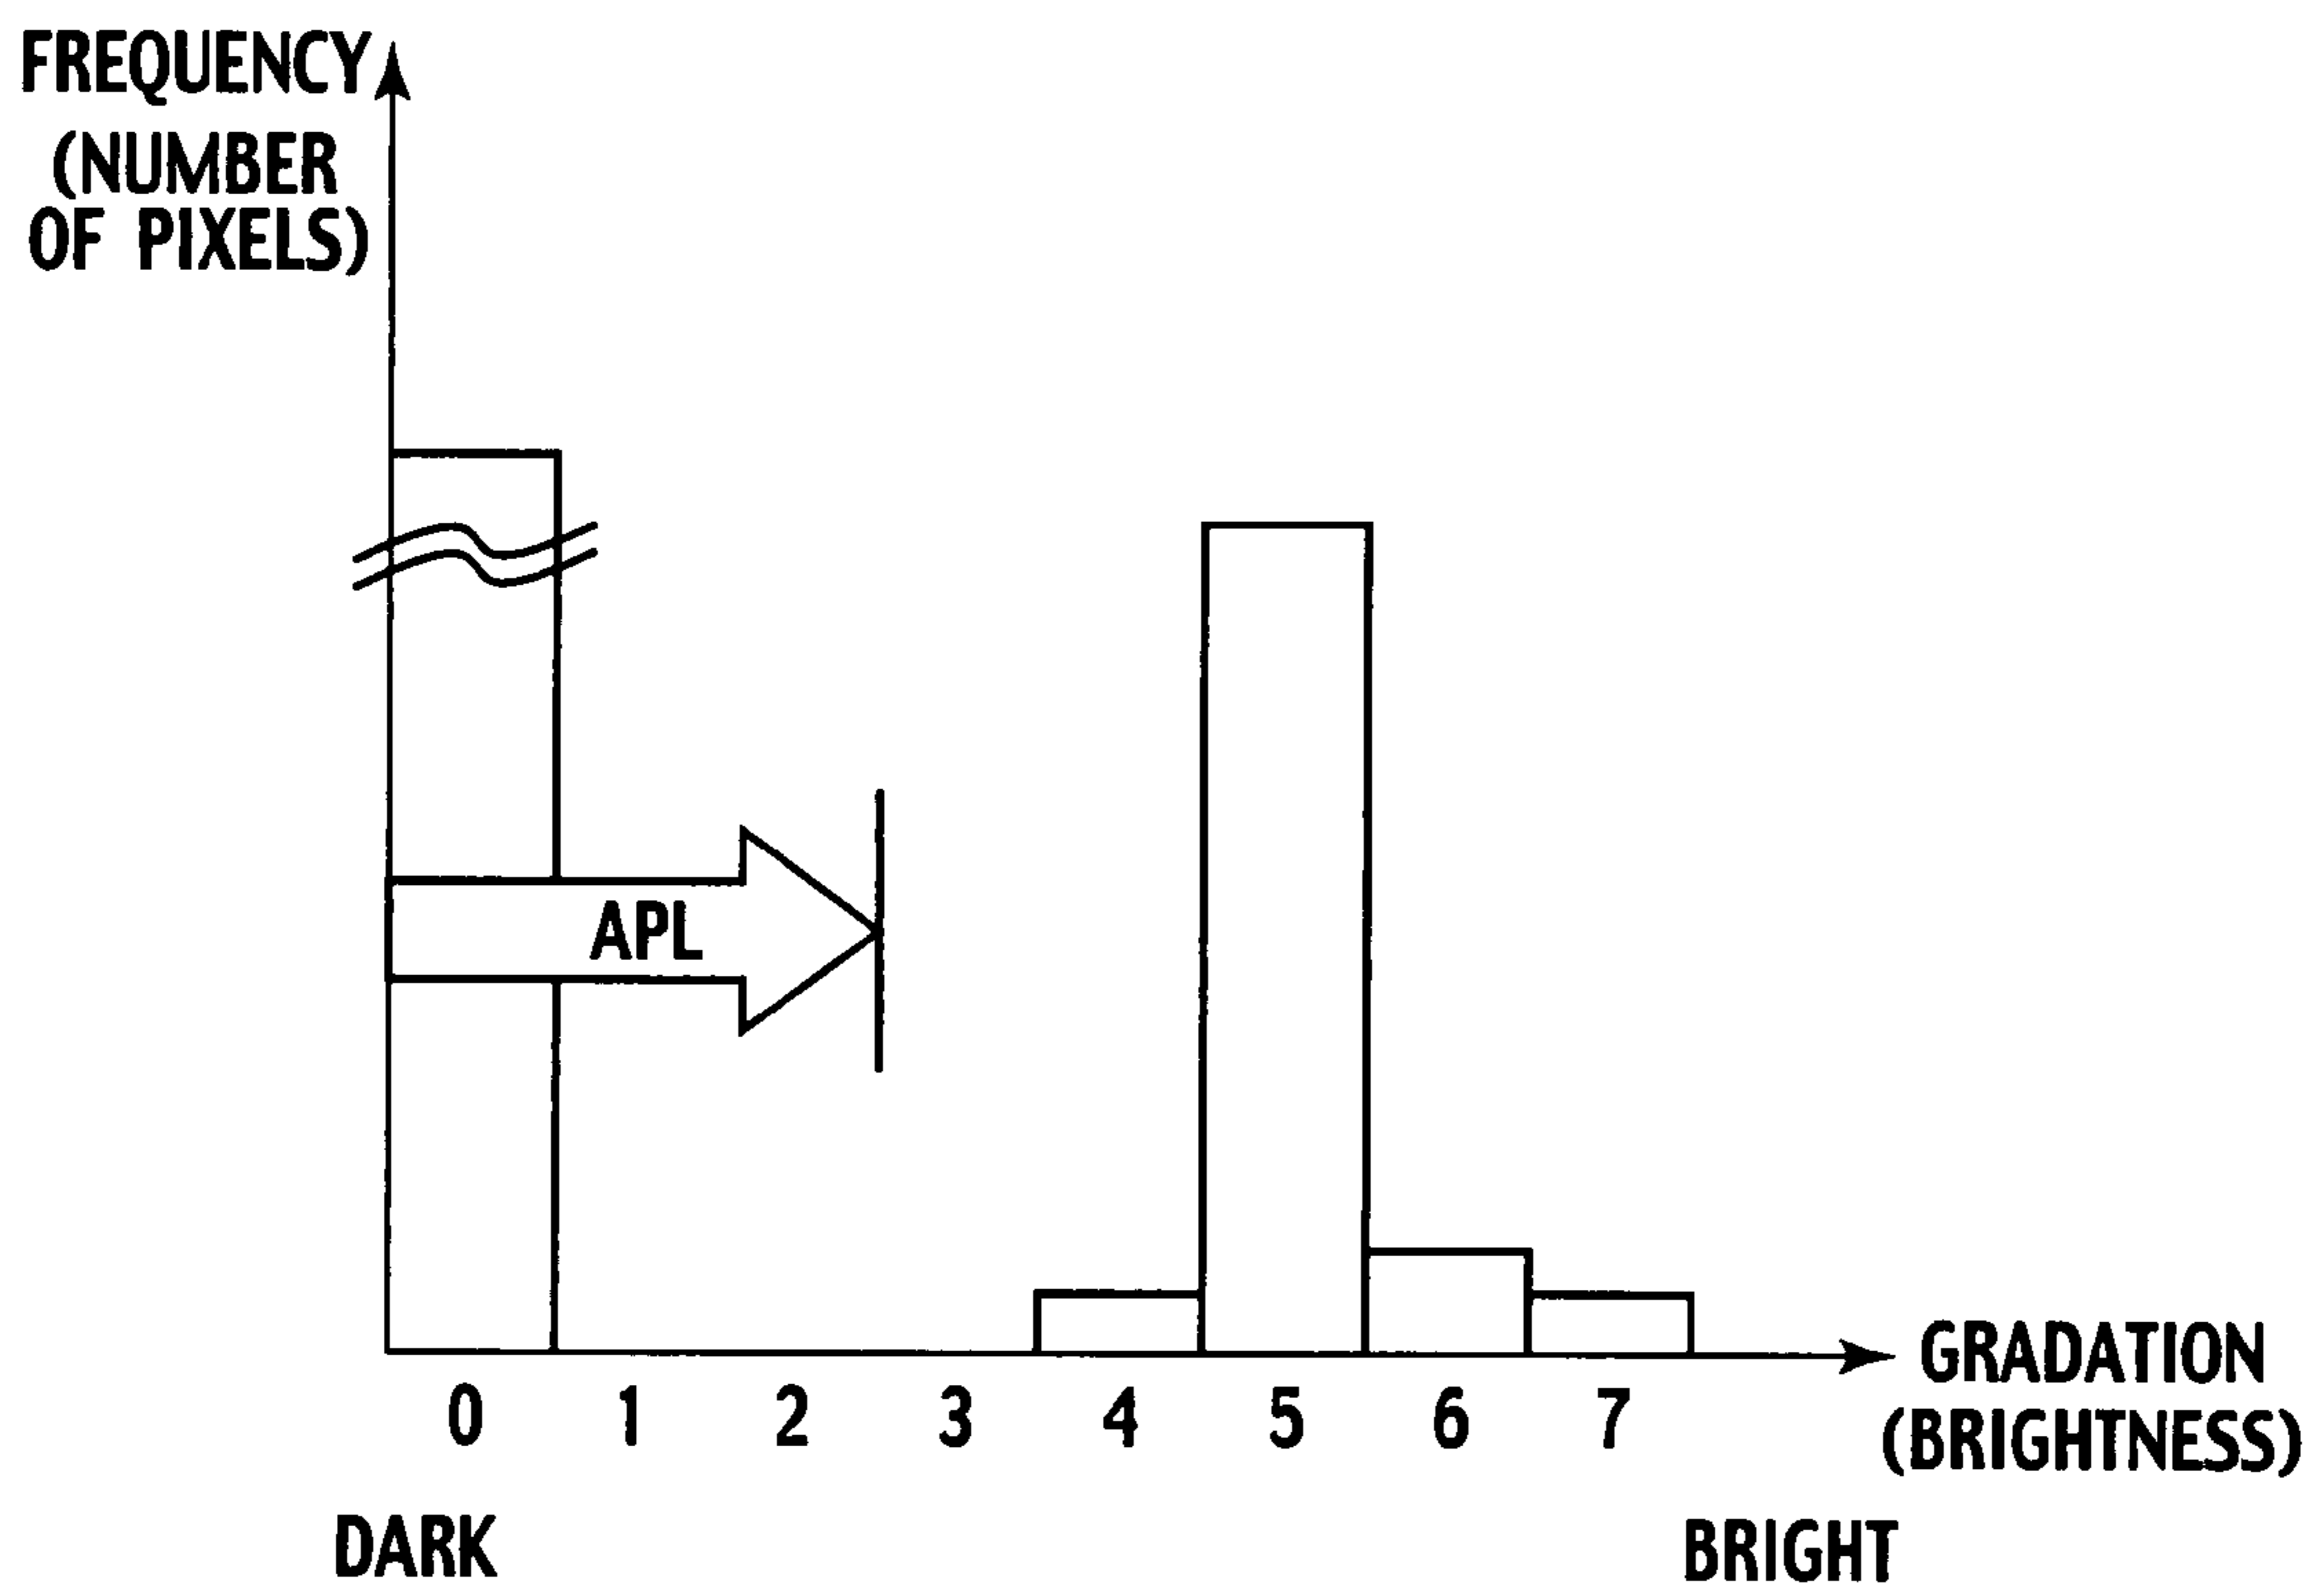 FREQUENCY
(NUMBER
OF PIXELS)
APL
0 1 2 3 4 5 6 7
GRADATION
(BRIGHTNESS)
DARK
BRIGHT